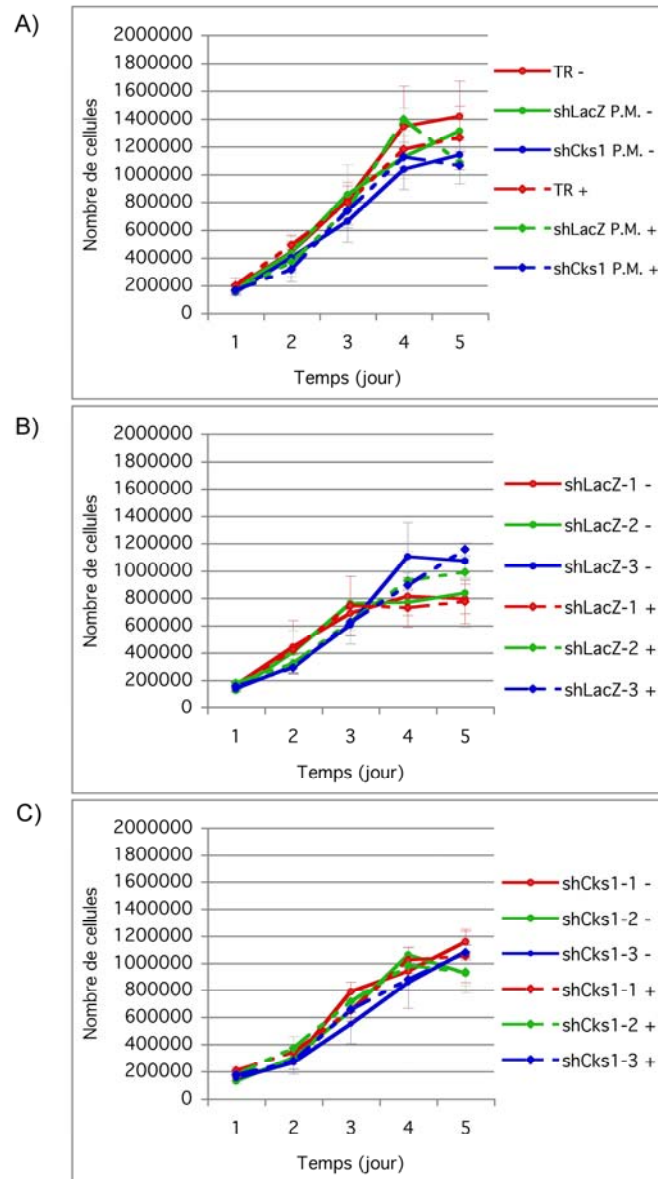 A)
Nombre de cellules
2000000
1800000
1600000
1400000
1200000
1000000
800000
600000
400000
200000
0
1 2 3 4 5
Temps (jour)
TR -
shLacZ P.M. -
shCks1 P.M. -
TR +
shLacZ P.M. +
shCks1 P.M. +
B)
Nombre de cellules
2000000
1800000
1600000
1400000
1200000
1000000
800000
600000
400000
200000
0
1 2 3 4 5
Temps (jour)
shLacZ-1 -
shLacZ-2 -
shLacZ-3 -
shLacZ-1 +
shLacZ-2 +
shLacZ-3 +
C)
Nombre de cellules
2000000
1800000
1600000
1400000
1200000
1000000
800000
600000
400000
200000
0
1 2 3 4 5
Temps (jour)
shCks1-1 -
shCks1-2 -
shCks1-3 -
shCks1-1 +
shCks1-2 +
shCks1-3 +